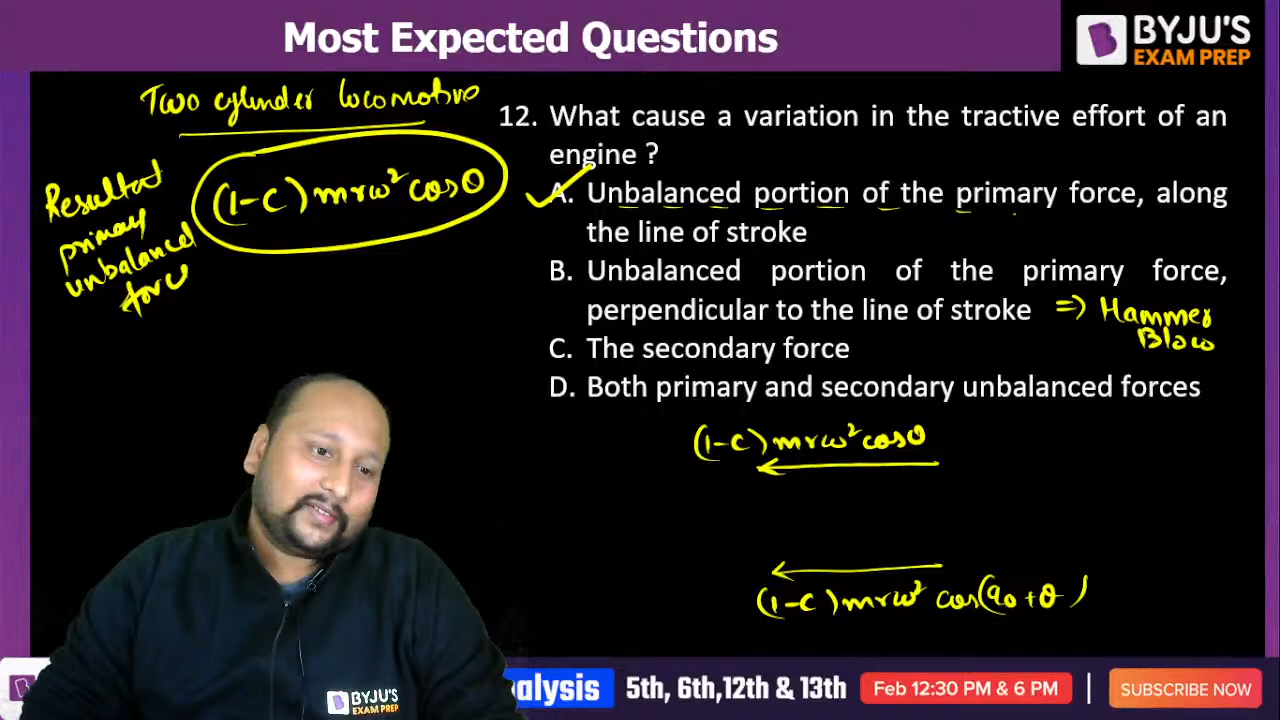 Most Expected Questions
BYJU'S
EXAM PREP
Two cylinder locomotive
Resultant
primary
unbalanced
force
(1-c) mrω² cosθ
12. What cause a variation in the tractive effort of an
engine ?
A. Unbalanced portion of the primary force, along
the line of stroke
B. Unbalanced portion of the primary force,
perpendicular to the line of stroke ⇒ Hammer
Blow
C. The secondary force
D. Both primary and secondary unbalanced forces
(1-c) mrω² cosθ
(1-c) mrω² cos(90+θ)
BYJU'S
EXAM PREP
nalysis
5th, 6th,12th & 13th
Feb 12:30 PM & 6 PM
SUBSCRIBE NOW